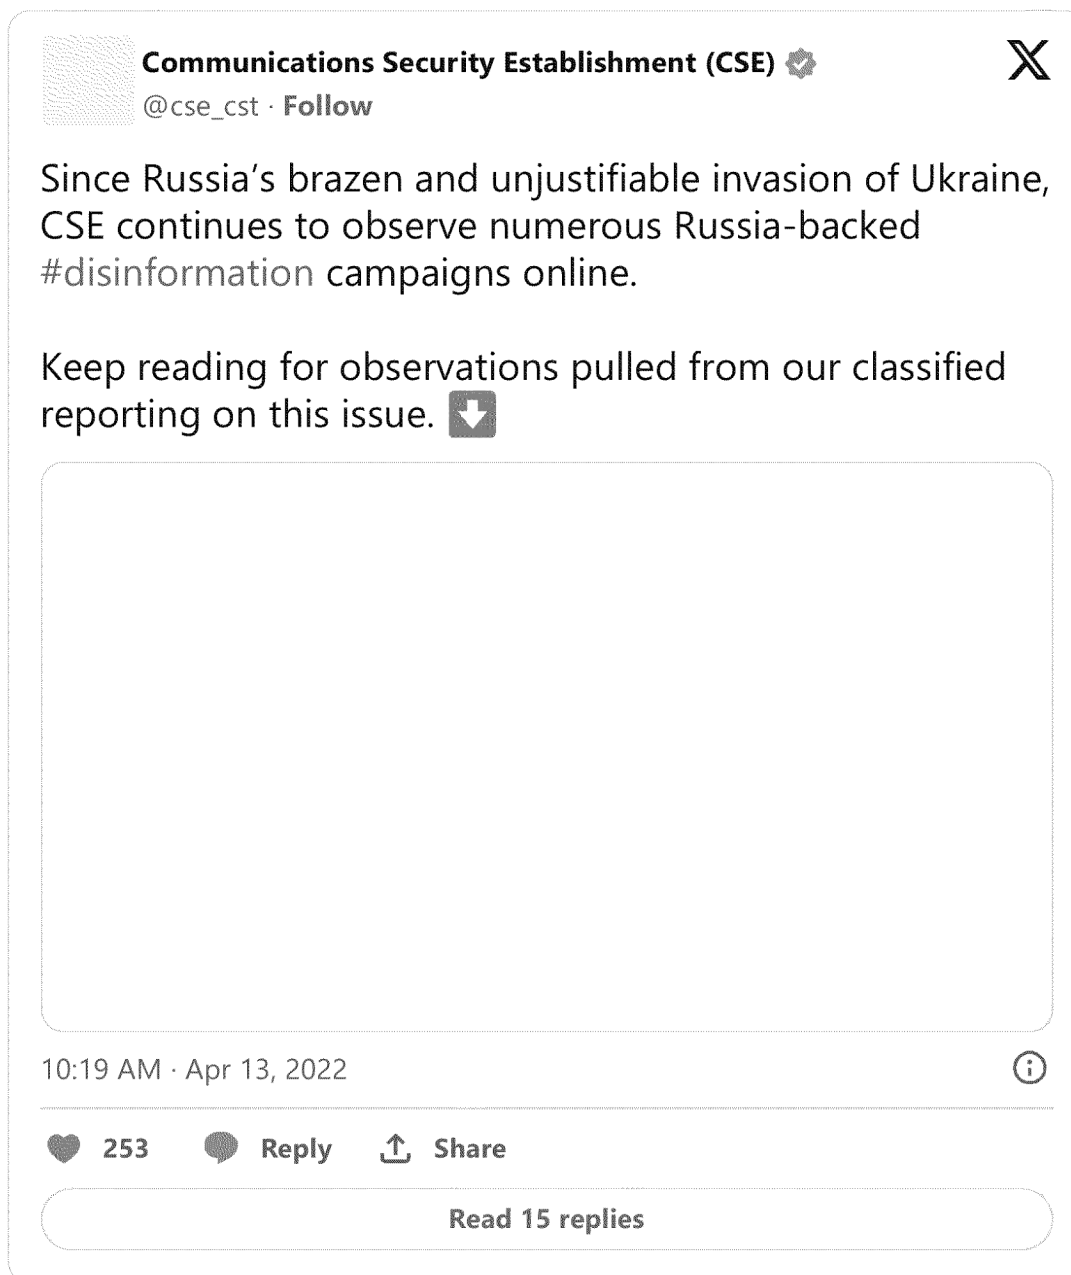 Communications Security Establishment (CSE)
@cse_cst · Follow
Since Russia's brazen and unjustifiable invasion of Ukraine,
CSE continues to observe numerous Russia-backed
#disinformation campaigns online.
Keep reading for observations pulled from our classified
reporting on this issue.
10:19 AM · Apr 13, 2022
253 Reply Share
Read 15 replies